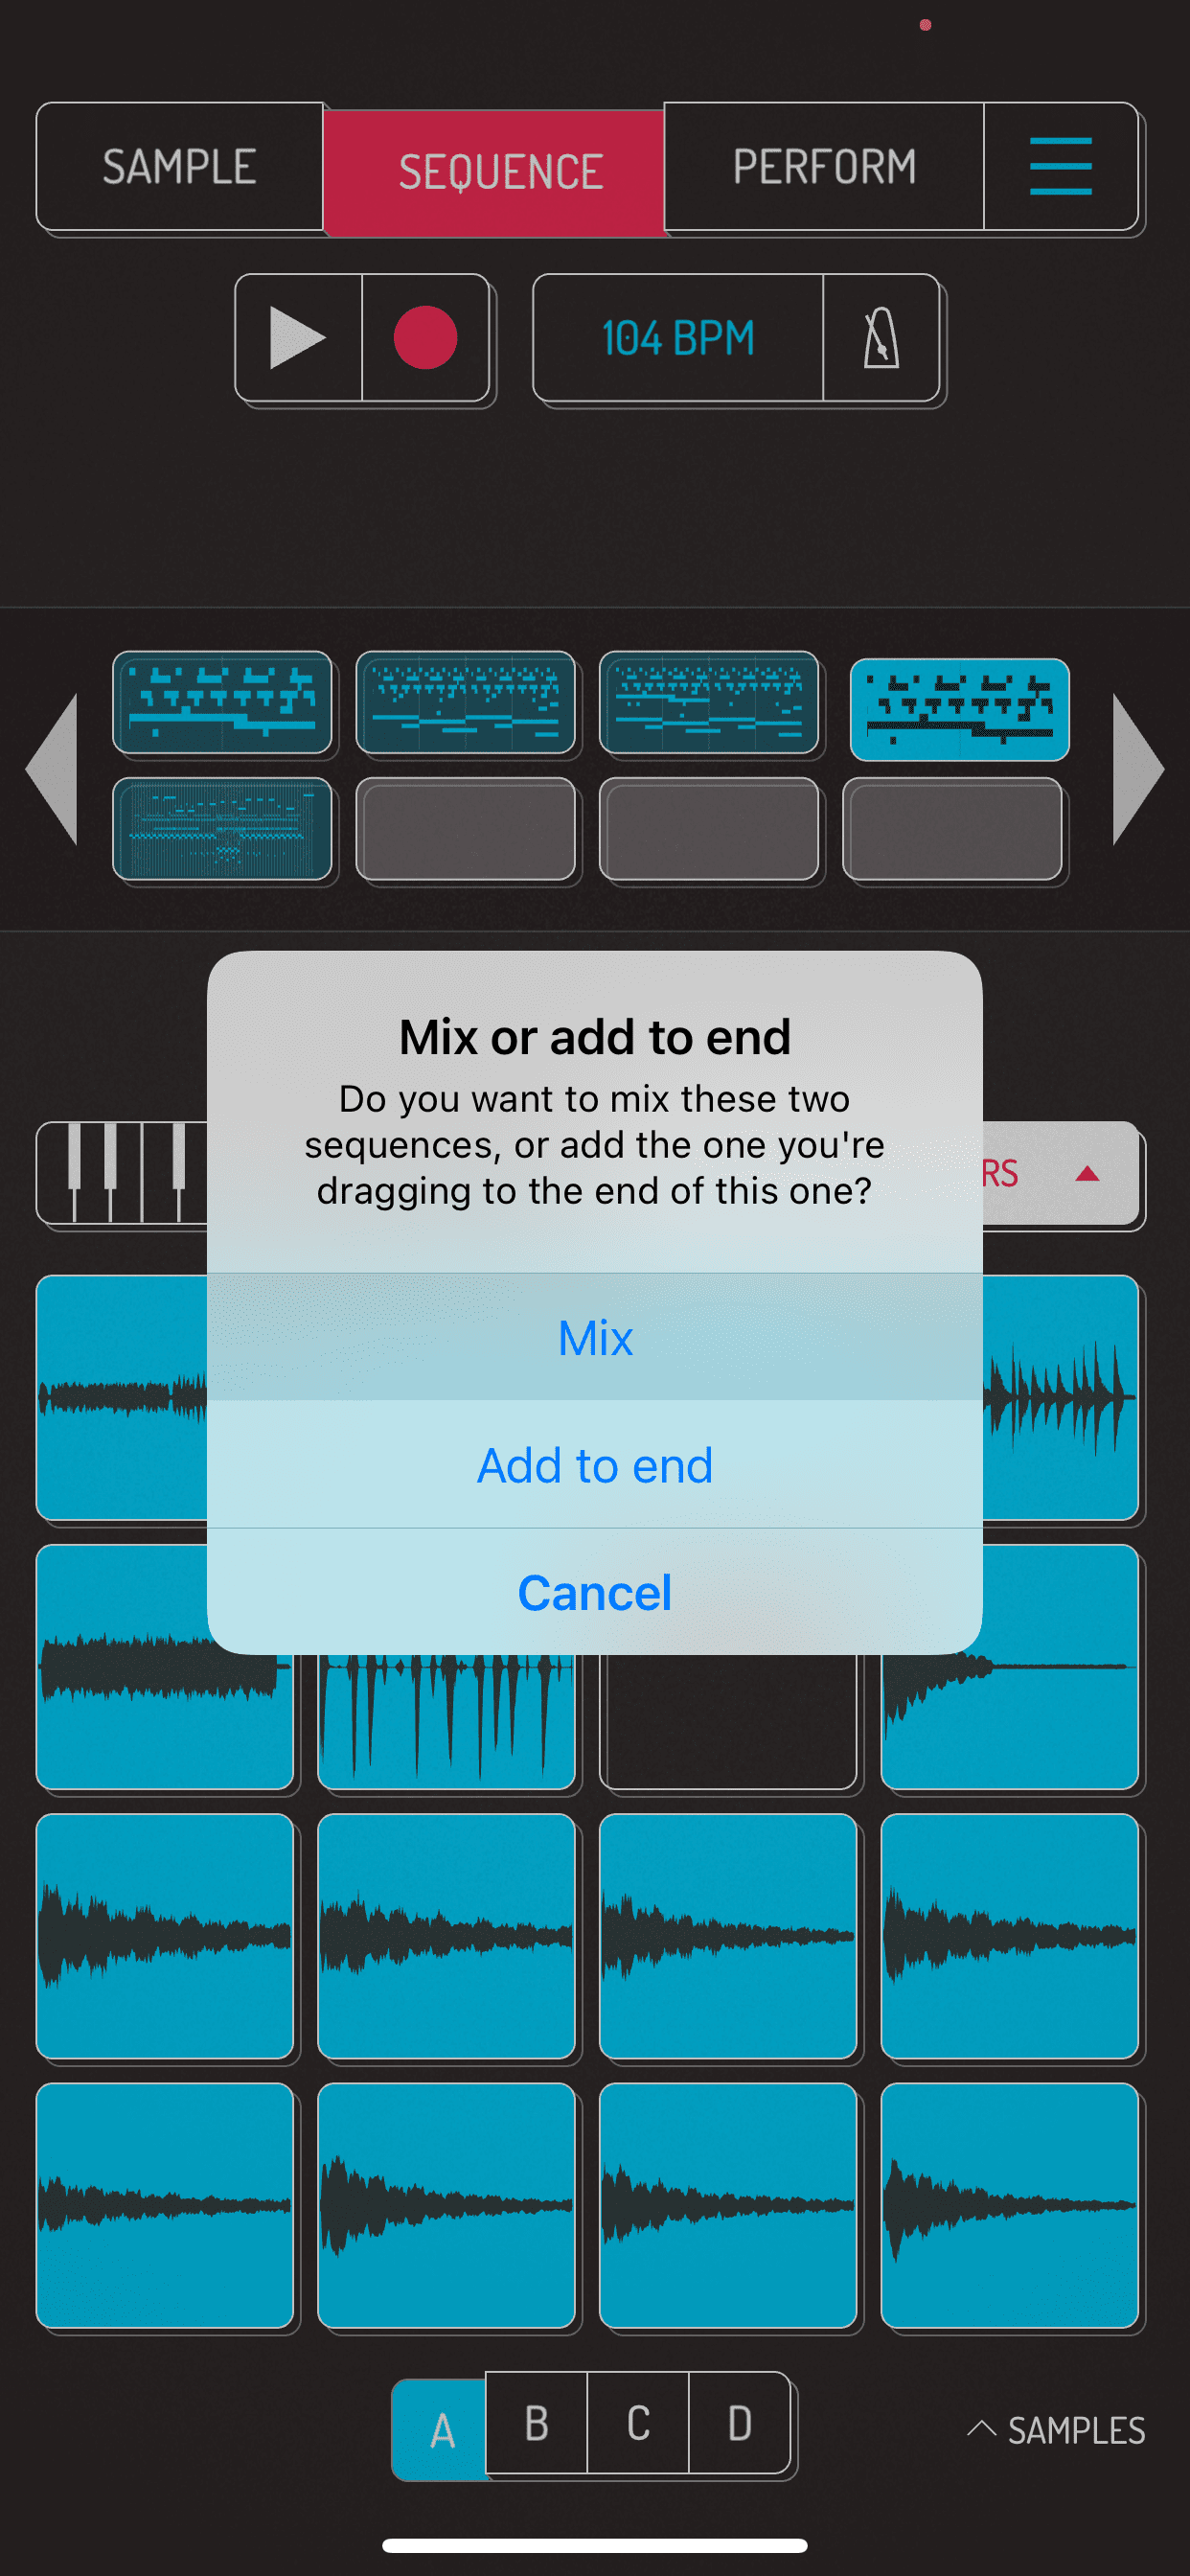 SAMPLE SEQUENCE PERFORM
104 BPM
Mix or add to end
Do you want to mix these two
sequences, or add the one you're
dragging to the end of this one?
RS
Mix
Add to end
Cancel
A B C D SAMPLES